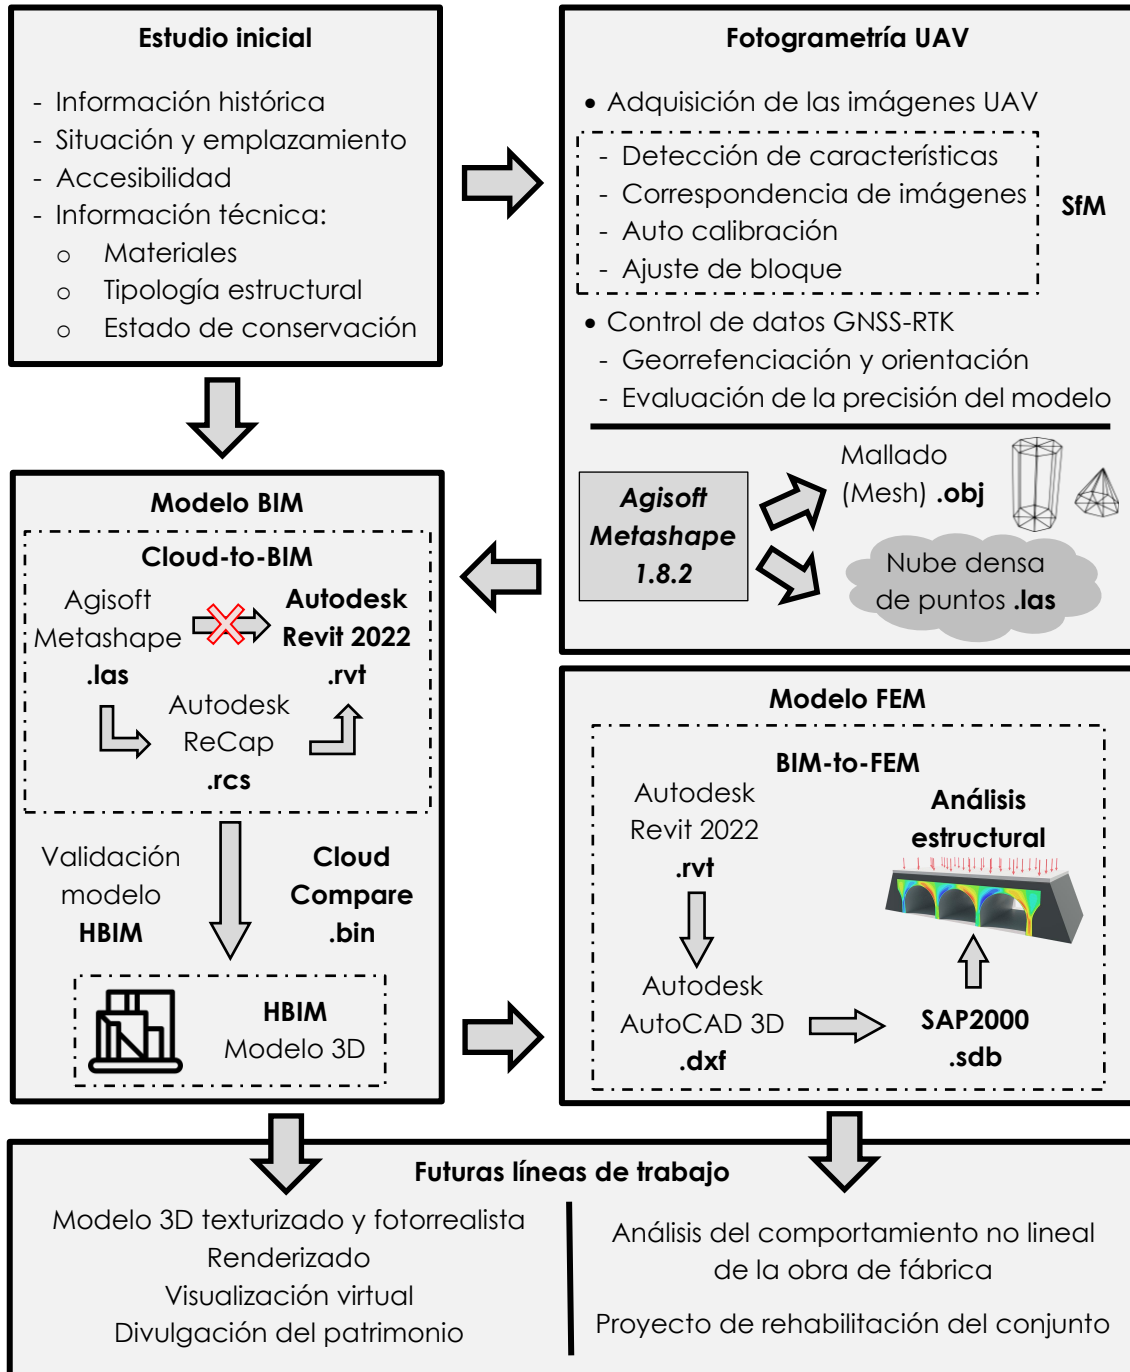 Estudio inicial
- Información histórica
- Situación y emplazamiento
- Accesibilidad
- Información técnica:
o Materiales
o Tipología estructural
o Estado de conservación
Fotogrametría UAV
• Adquisición de las imágenes UAV
- Detección de características
- Correspondencia de imágenes
- Auto calibración
- Ajuste de bloque
SfM
• Control de datos GNSS-RTK
- Georrefenciación y orientación
- Evaluación de la precisión del modelo
Agisoft
Metashape
1.8.2
Mallado
(Mesh) .obj
Nube densa
de puntos .las
Modelo BIM
Cloud-to-BIM
Agisoft
Metashape
.las
Autodesk
Revit 2022
.rvt
Autodesk
ReCap
.rcs
Validación
modelo
HBIM
Cloud
Compare
.bin
HBIM
Modelo 3D
Modelo FEM
BIM-to-FEM
Autodesk
Revit 2022
.rvt
Autodesk
AutoCAD 3D
.dxf
SAP2000
.sdb
Análisis
estructural
Futuras líneas de trabajo
Modelo 3D texturizado y fotorrealista
Renderizado
Visualización virtual
Divulgación del patrimonio
Análisis del comportamiento no lineal
de la obra de fábrica
Proyecto de rehabilitación del conjunto